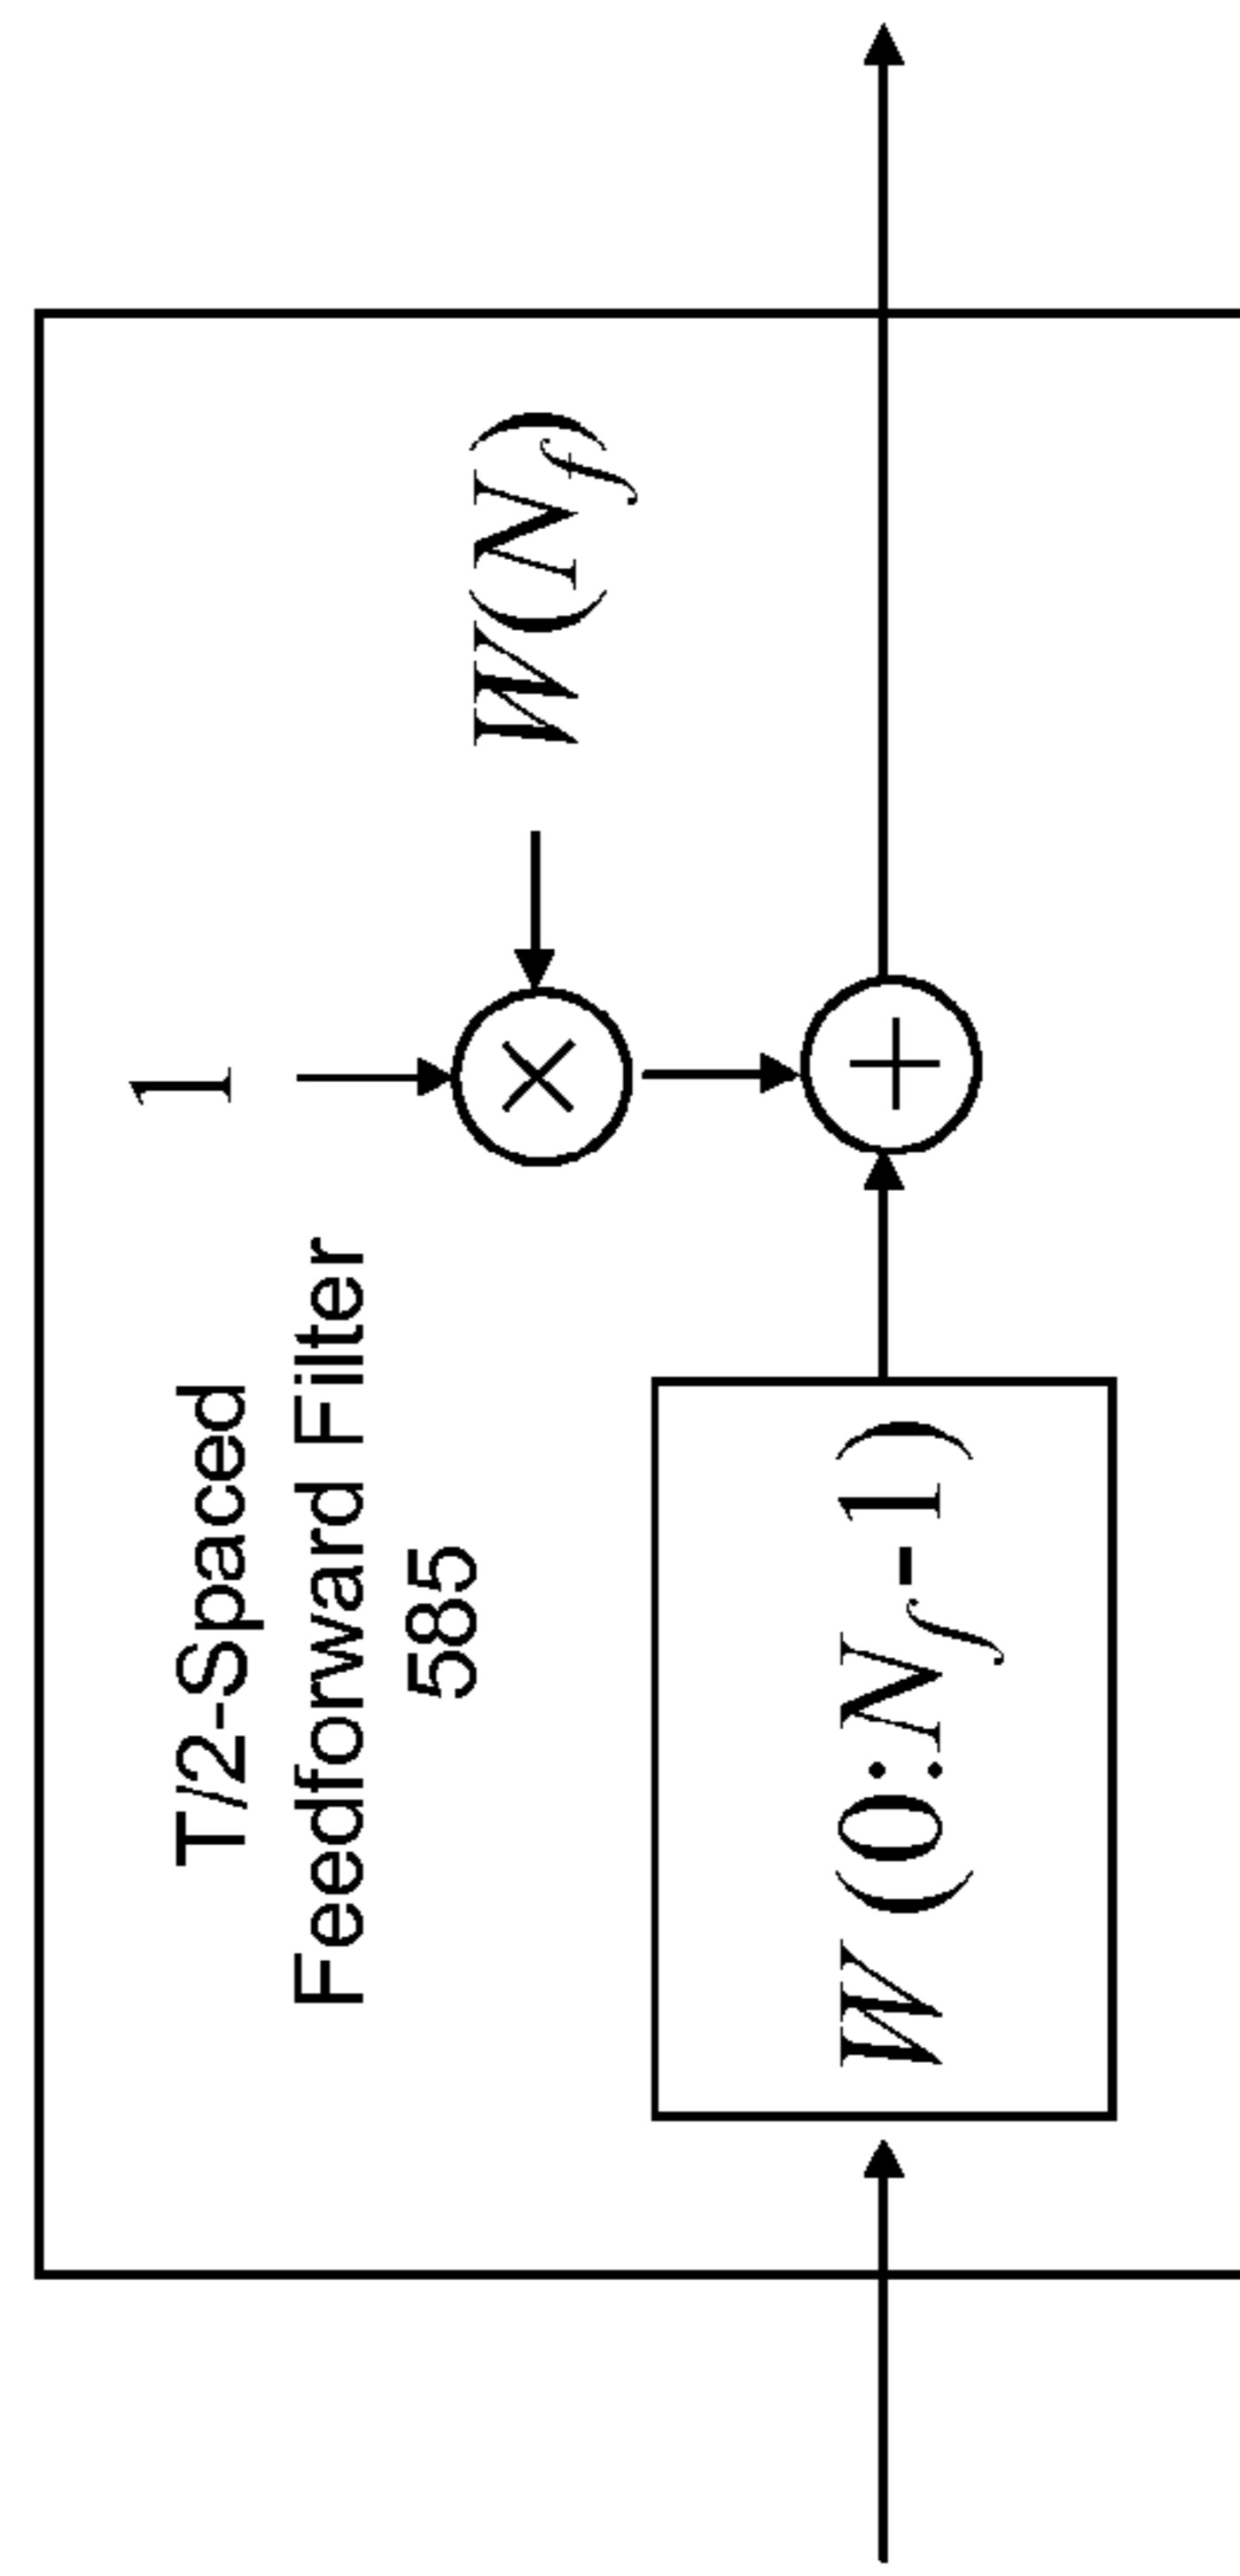 T/2-Spaced
Feedforward Filter
585
1
×
W(N_f)
W (0:N_f-1)
+